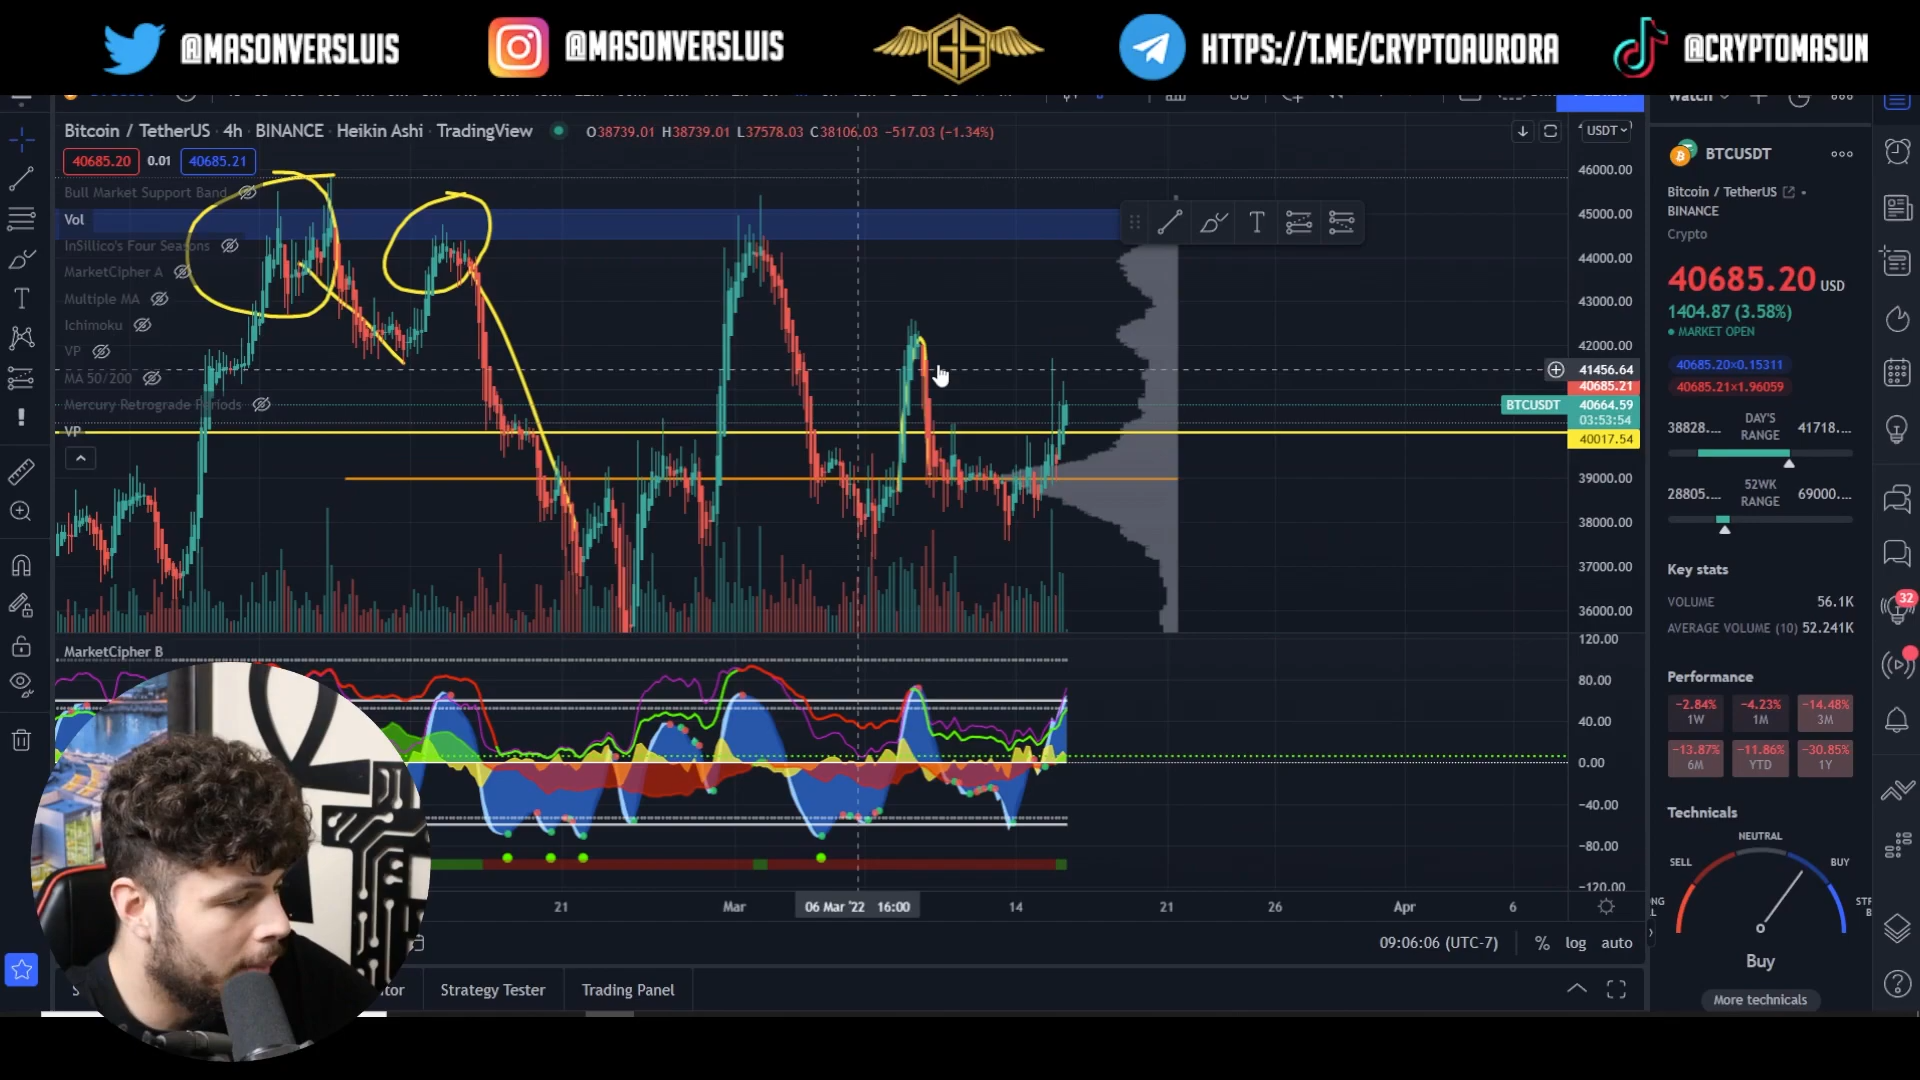 @MASONVERSLUIS
@MASONVERSLUIS
GS
HTTPS://T.ME/CRYPTOAURORA
@CRYPTOMASUN
Bitcoin / TetherUS · 4h · BINANCE · Heikin Ashi · TradingView
O38739.01 H38739.01 L37578.03 C38106.03 −517.03 (−1.34%)
USDT
40685.20 0.01 40685.21
Bull Market Support Band
Vol
InSillico's Four Seasons
MarketCipher A
Multiple MA
Ichimoku
VP
MA 50/200
Mercury Retrograde Periods
VP
46000.00
45000.00
44000.00
43000.00
42000.00
41456.64
40685.21
BTCUSDT 40664.59
03:53:54
40017.54
39000.00
38000.00
37000.00
36000.00
MarketCipher B
120.00
80.00
40.00
0.00
−40.00
−80.00
−120.00
21 Mar 06 Mar '22 16:00 14 21 26 Apr 6
09:06:06 (UTC-7) % log auto
Strategy Tester Trading Panel
Watch
BTCUSDT
Bitcoin / TetherUS
BINANCE
Crypto
40685.20 USD
1404.87 (3.58%)
MARKET OPEN
40685.20×0.15311
40685.21×1.96059
38828.... DAY'S RANGE 41718....
28805.... 52WK RANGE 69000....
Key stats
VOLUME 56.1K
AVERAGE VOLUME (10) 52.241K
Performance
−2.84% −4.23% −14.48%
1W 1M 3M
−13.87% −11.86% −30.85%
6M YTD 1Y
Technicals
NEUTRAL
SELL BUY
Buy
More technicals
32